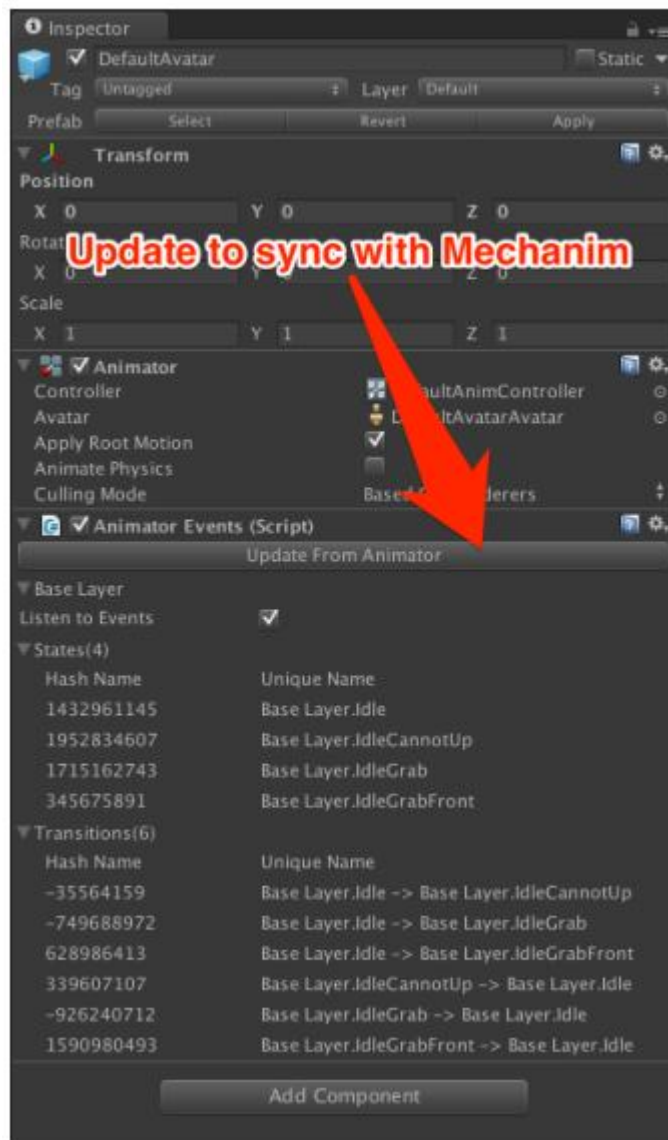 Inspector
DefaultAvatar Static
Tag Untagged Layer Default
Prefab Select Revert Apply
Transform
Position
X 0 Y 0 Z 0
Update to sync with Mechanim
X 0 Z 0
Scale
X 1 Y 1 Z 1
Animator
Controller
Avatar
Apply Root Motion
Animate Physics
Culling Mode Based
Animator Events (Script)
Update From Animator
Base Layer
Listen to Events
States(4)
Hash Name Unique Name
1432961145 Base Layer.Idle
1952834607 Base Layer.IdleCannotUp
1715162743 Base Layer.IdleGrab
345675891 Base Layer.IdleGrabFront
Transitions(6)
Hash Name Unique Name
-35564159 Base Layer.Idle -> Base Layer.IdleCannotUp
-749688972 Base Layer.Idle -> Base Layer.IdleGrab
628986413 Base Layer.Idle -> Base Layer.IdleGrabFront
339607107 Base Layer.IdleCannotUp -> Base Layer.Idle
-926240712 Base Layer.IdleGrab -> Base Layer.Idle
1590980493 Base Layer.IdleGrabFront -> Base Layer.Idle
Add Component